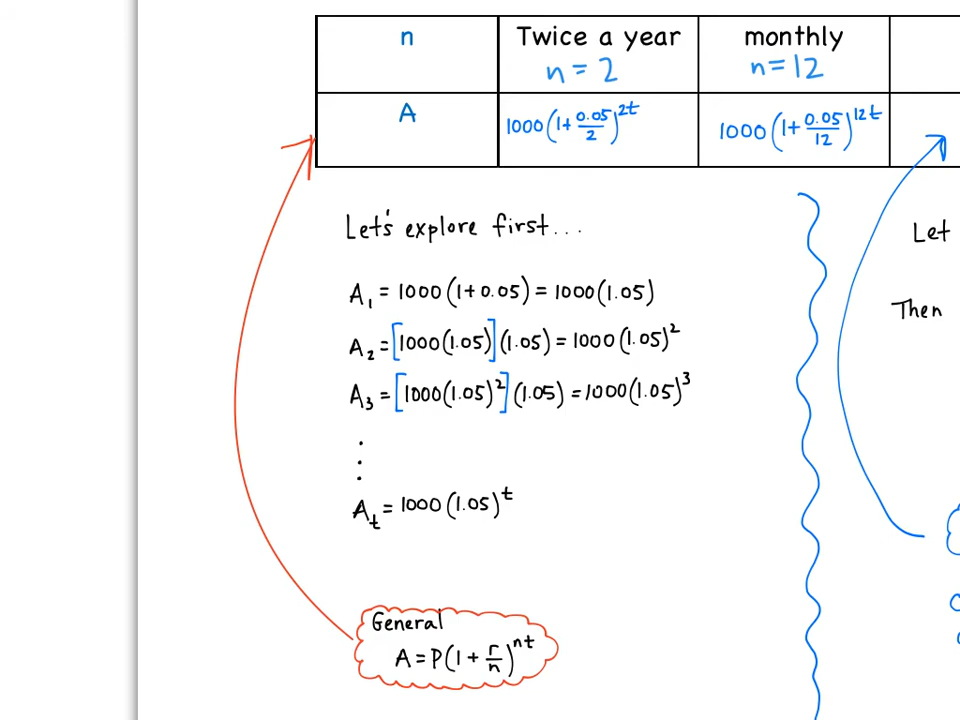 n Twice a year monthly
n = 2 n = 12
A 1000(1+0.05/2)^2t 1000(1+0.05/12)^12t
Let's explore first...
Let
A₁ = 1000(1+0.05) = 1000(1.05)
Then
A₂ = [1000(1.05)](1.05) = 1000(1.05)²
A₃ = [1000(1.05)²](1.05) = 1000(1.05)³
⋮
A_t = 1000(1.05)^t
General
A = P(1 + r/n)^nt